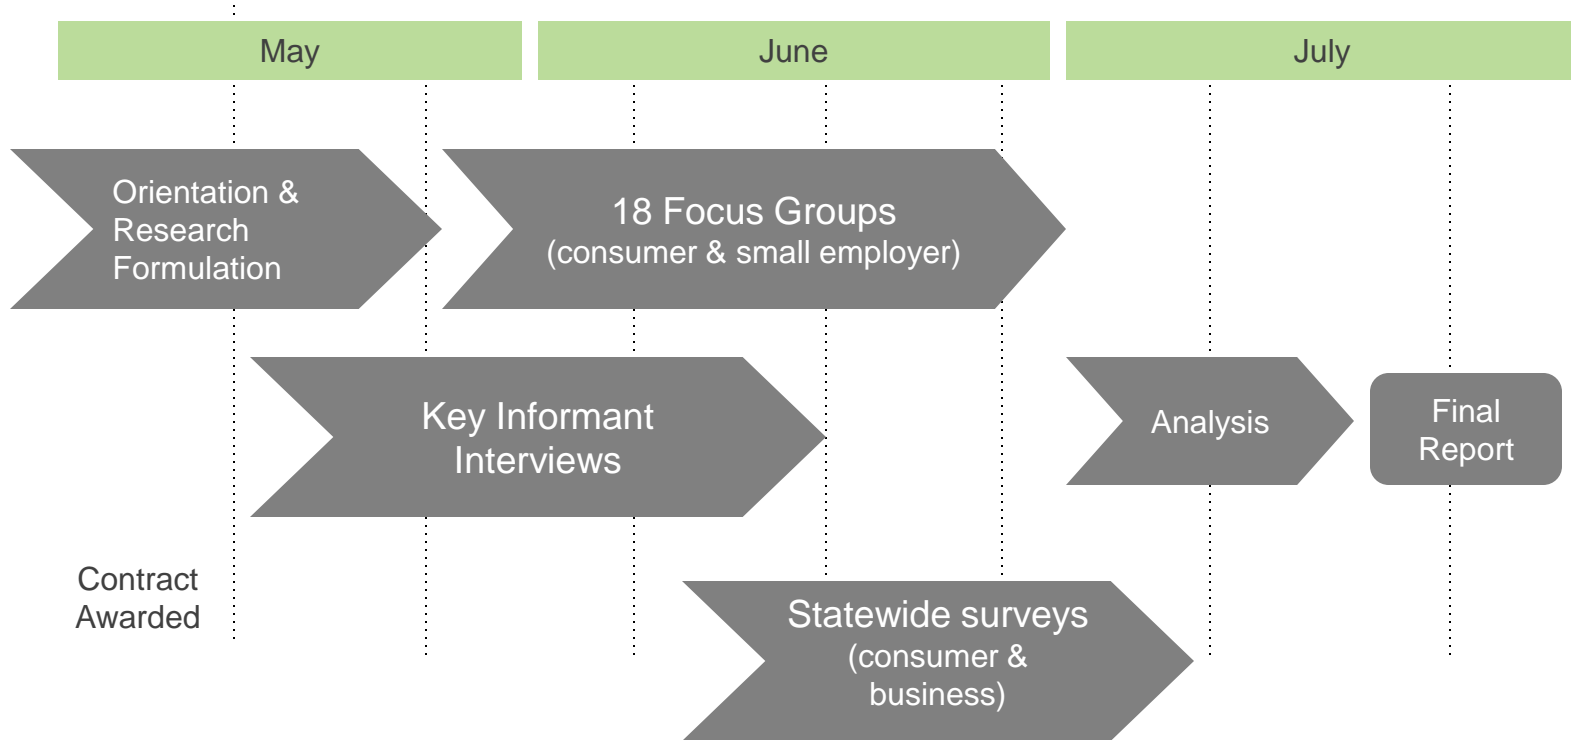 May
June
July
Orientation &
Research
Formulation
18 Focus Groups
(consumer & small employer)
Key Informant
Interviews
Analysis
Final
Report
Contract
Awarded
Statewide surveys
(consumer &
business)